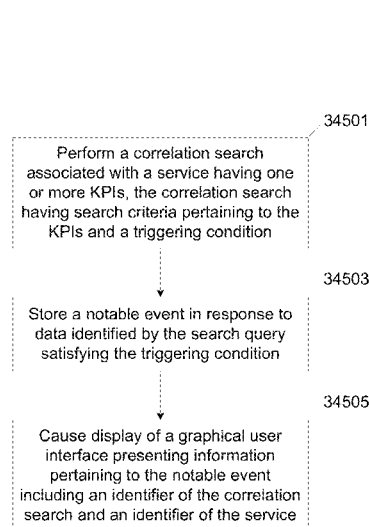 34501
Perform a correlation search
associated with a service having one
or more KPIs, the correlation search
having search criteria pertaining to the
KPIs and a triggering condition
34503
Store a notable event in response to
data identified by the search query
satisfying the triggering condition
34505
Cause display of a graphical user
interface presenting information
pertaining to the notable event
including an identifier of the correlation
search and an identifier of the service